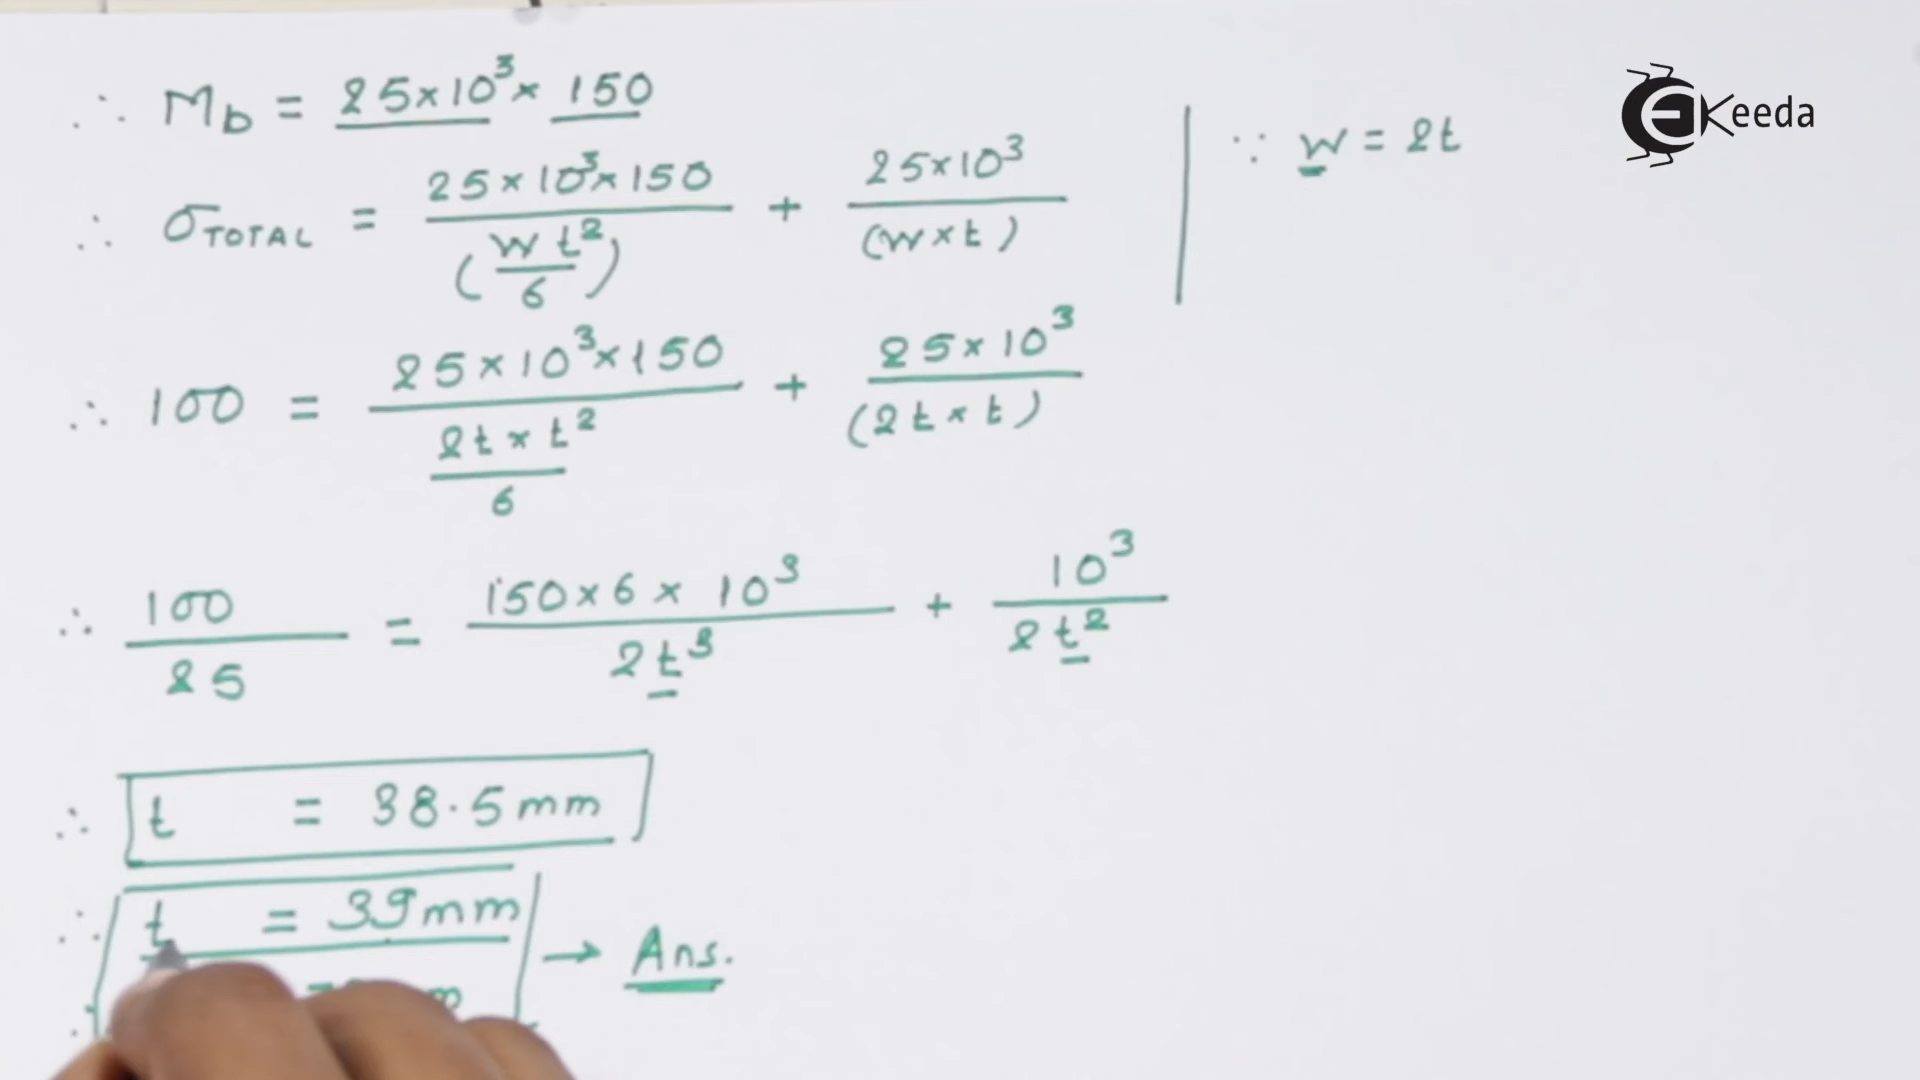 ∴ Mb = 25×10³× 150
∵ w = 2t
EKeeda
∴ σTOTAL = 25×10³×150 / (wt²/6) + 25×10³ / (w×t)
∴ 100 = 25×10³×150 / (2t×t²/6) + 25×10³ / (2t×t)
∴ 100/25 = 150×6×10³ / 2t³ + 10³ / 2t²
∴ t = 38.5mm
∴ t = 39mm → Ans.